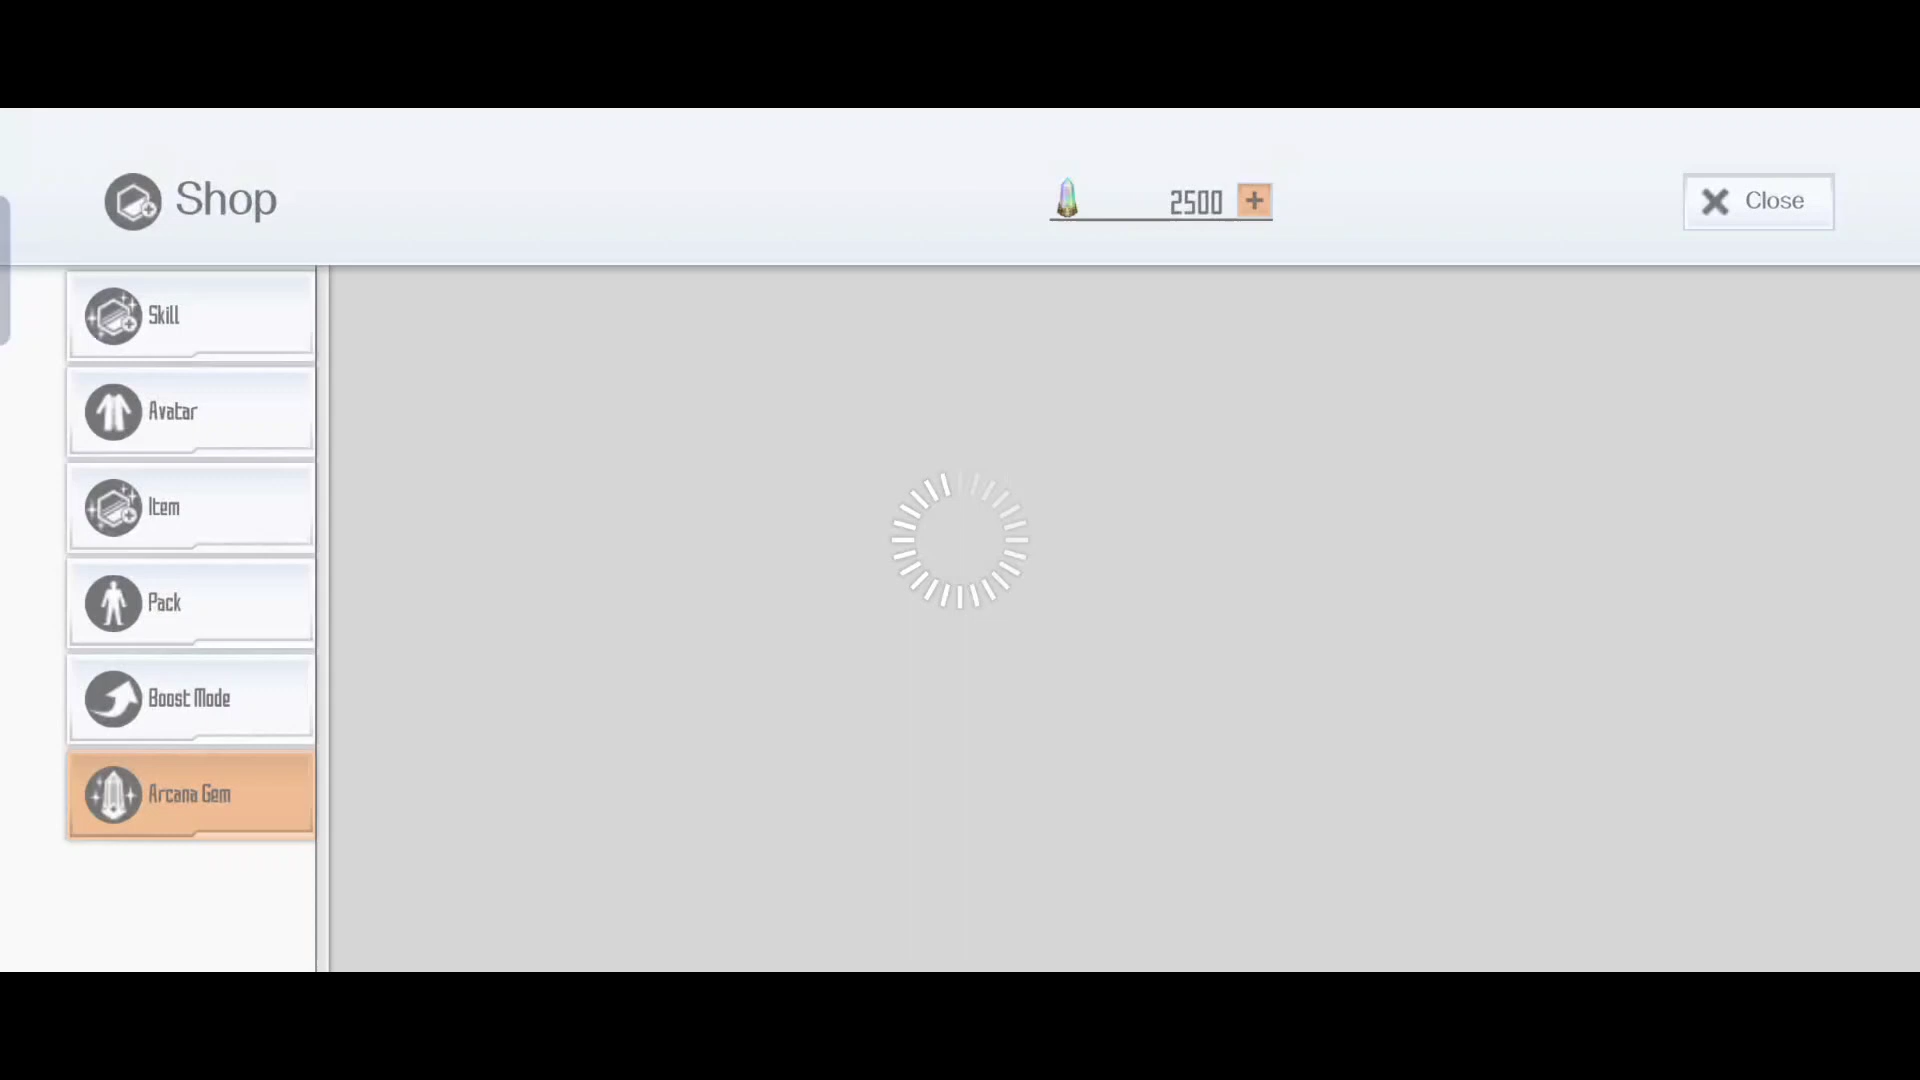 Shop
2500
Close
Skill
Avatar
Item
Pack
Boost Mode
Arcana Gem